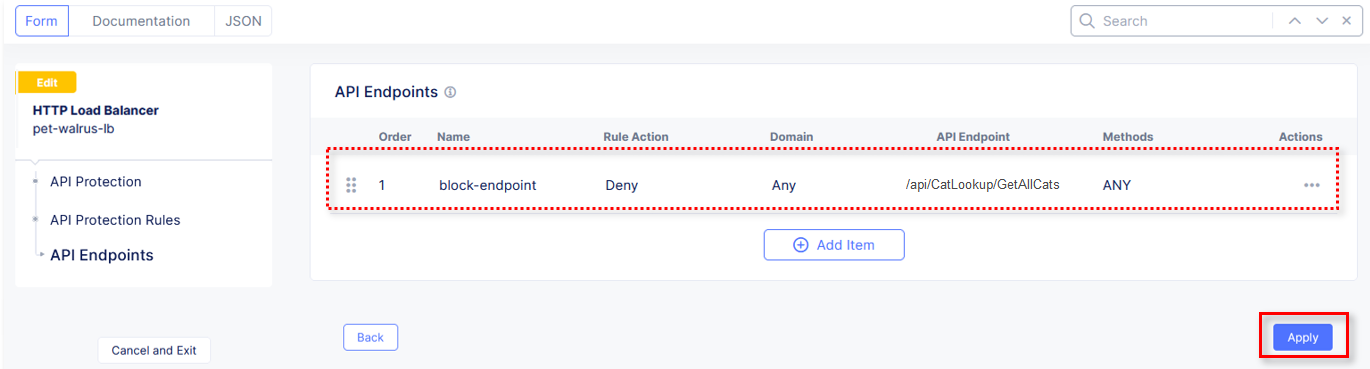 Form Documentation JSON Search
Edit
HTTP Load Balancer
pet-walrus-lb
API Protection
API Protection Rules
API Endpoints
API Endpoints
Order Name Rule Action Domain API Endpoint Methods Actions
1 block-endpoint Deny Any /api/CatLookup/GetAllCats ANY
Add Item
Back Apply
Cancel and Exit